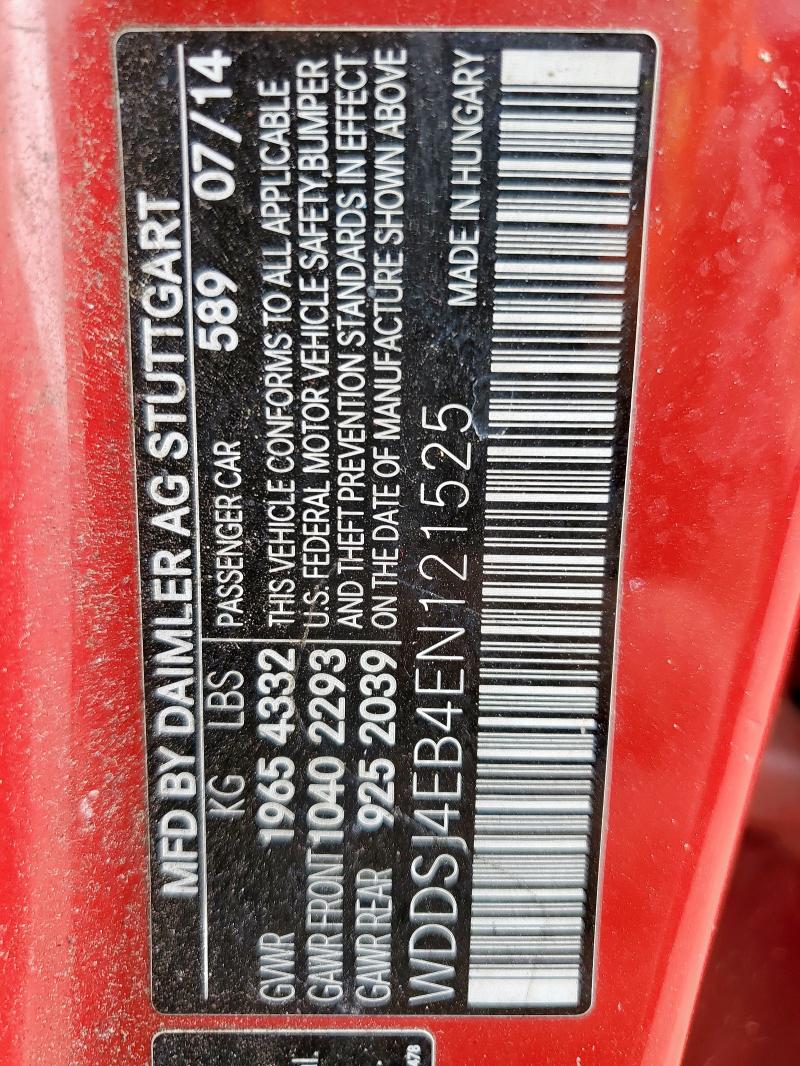 MFD BY DAIMLER AG STUTTGART
KG LBS PASSENGER CAR 589 07/14
GVWR 1965 4332 THIS VEHICLE CONFORMS TO ALL APPLICABLE
GAWR FRONT 1040 2293 U.S. FEDERAL MOTOR VEHICLE SAFETY,BUMPER
GAWR REAR 925 2039 AND THEFT PREVENTION STANDARDS IN EFFECT
ON THE DATE OF MANUFACTURE SHOWN ABOVE
WDDSJ4EB4EN121525 MADE IN HUNGARY
al.
478